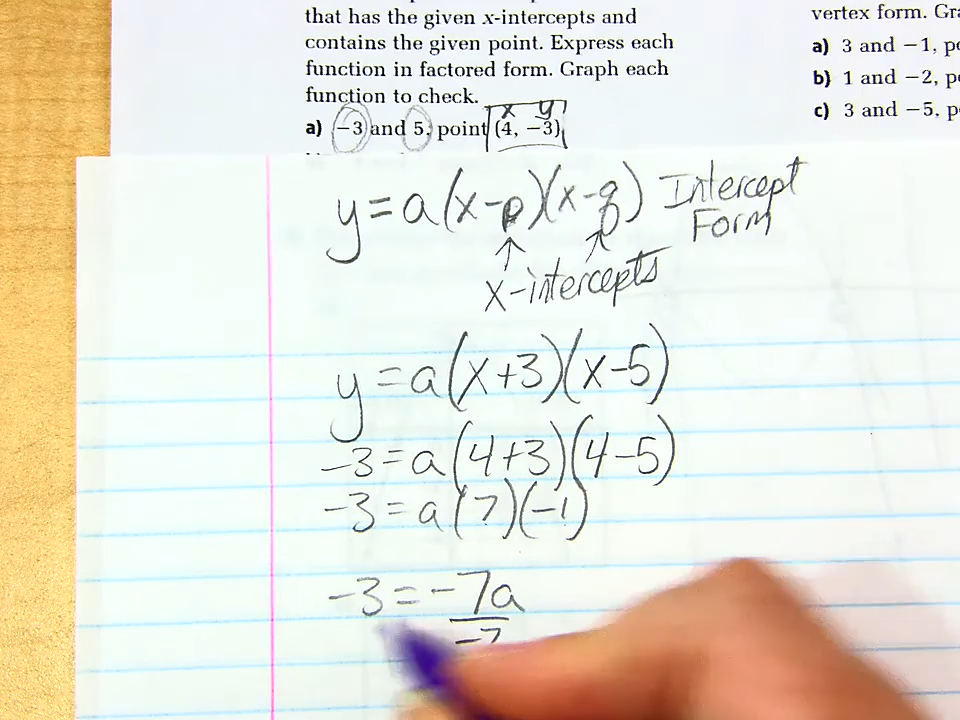 that has the given x-intercepts and
contains the given point. Express each
function in factored form. Graph each
function to check.
x y
a) −3 and 5, point (4, −3)
vertex form.
a) 3 and −1,
b) 1 and −2,
c) 3 and −5,
y = a(x-p)(x-q) Intercept
Form
x-intercepts
y = a(x+3)(x-5)
-3 = a(4+3)(4-5)
-3 = a(7)(-1)
-3 = -7a
-7